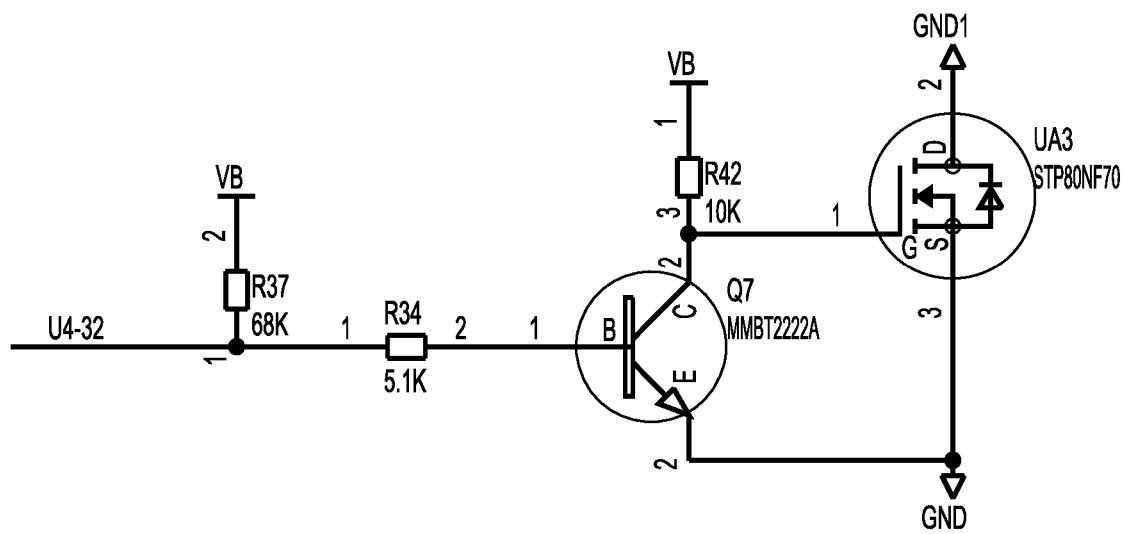 GND1
2
VB
1
D
UA3
STP80NF70
R42
10K
VB
3
1
2
G
S
R37
68K
2
Q7
MMBT2222A
C
3
U4-32
1
1
R34
5.1K
2
1
B
E
2
GND